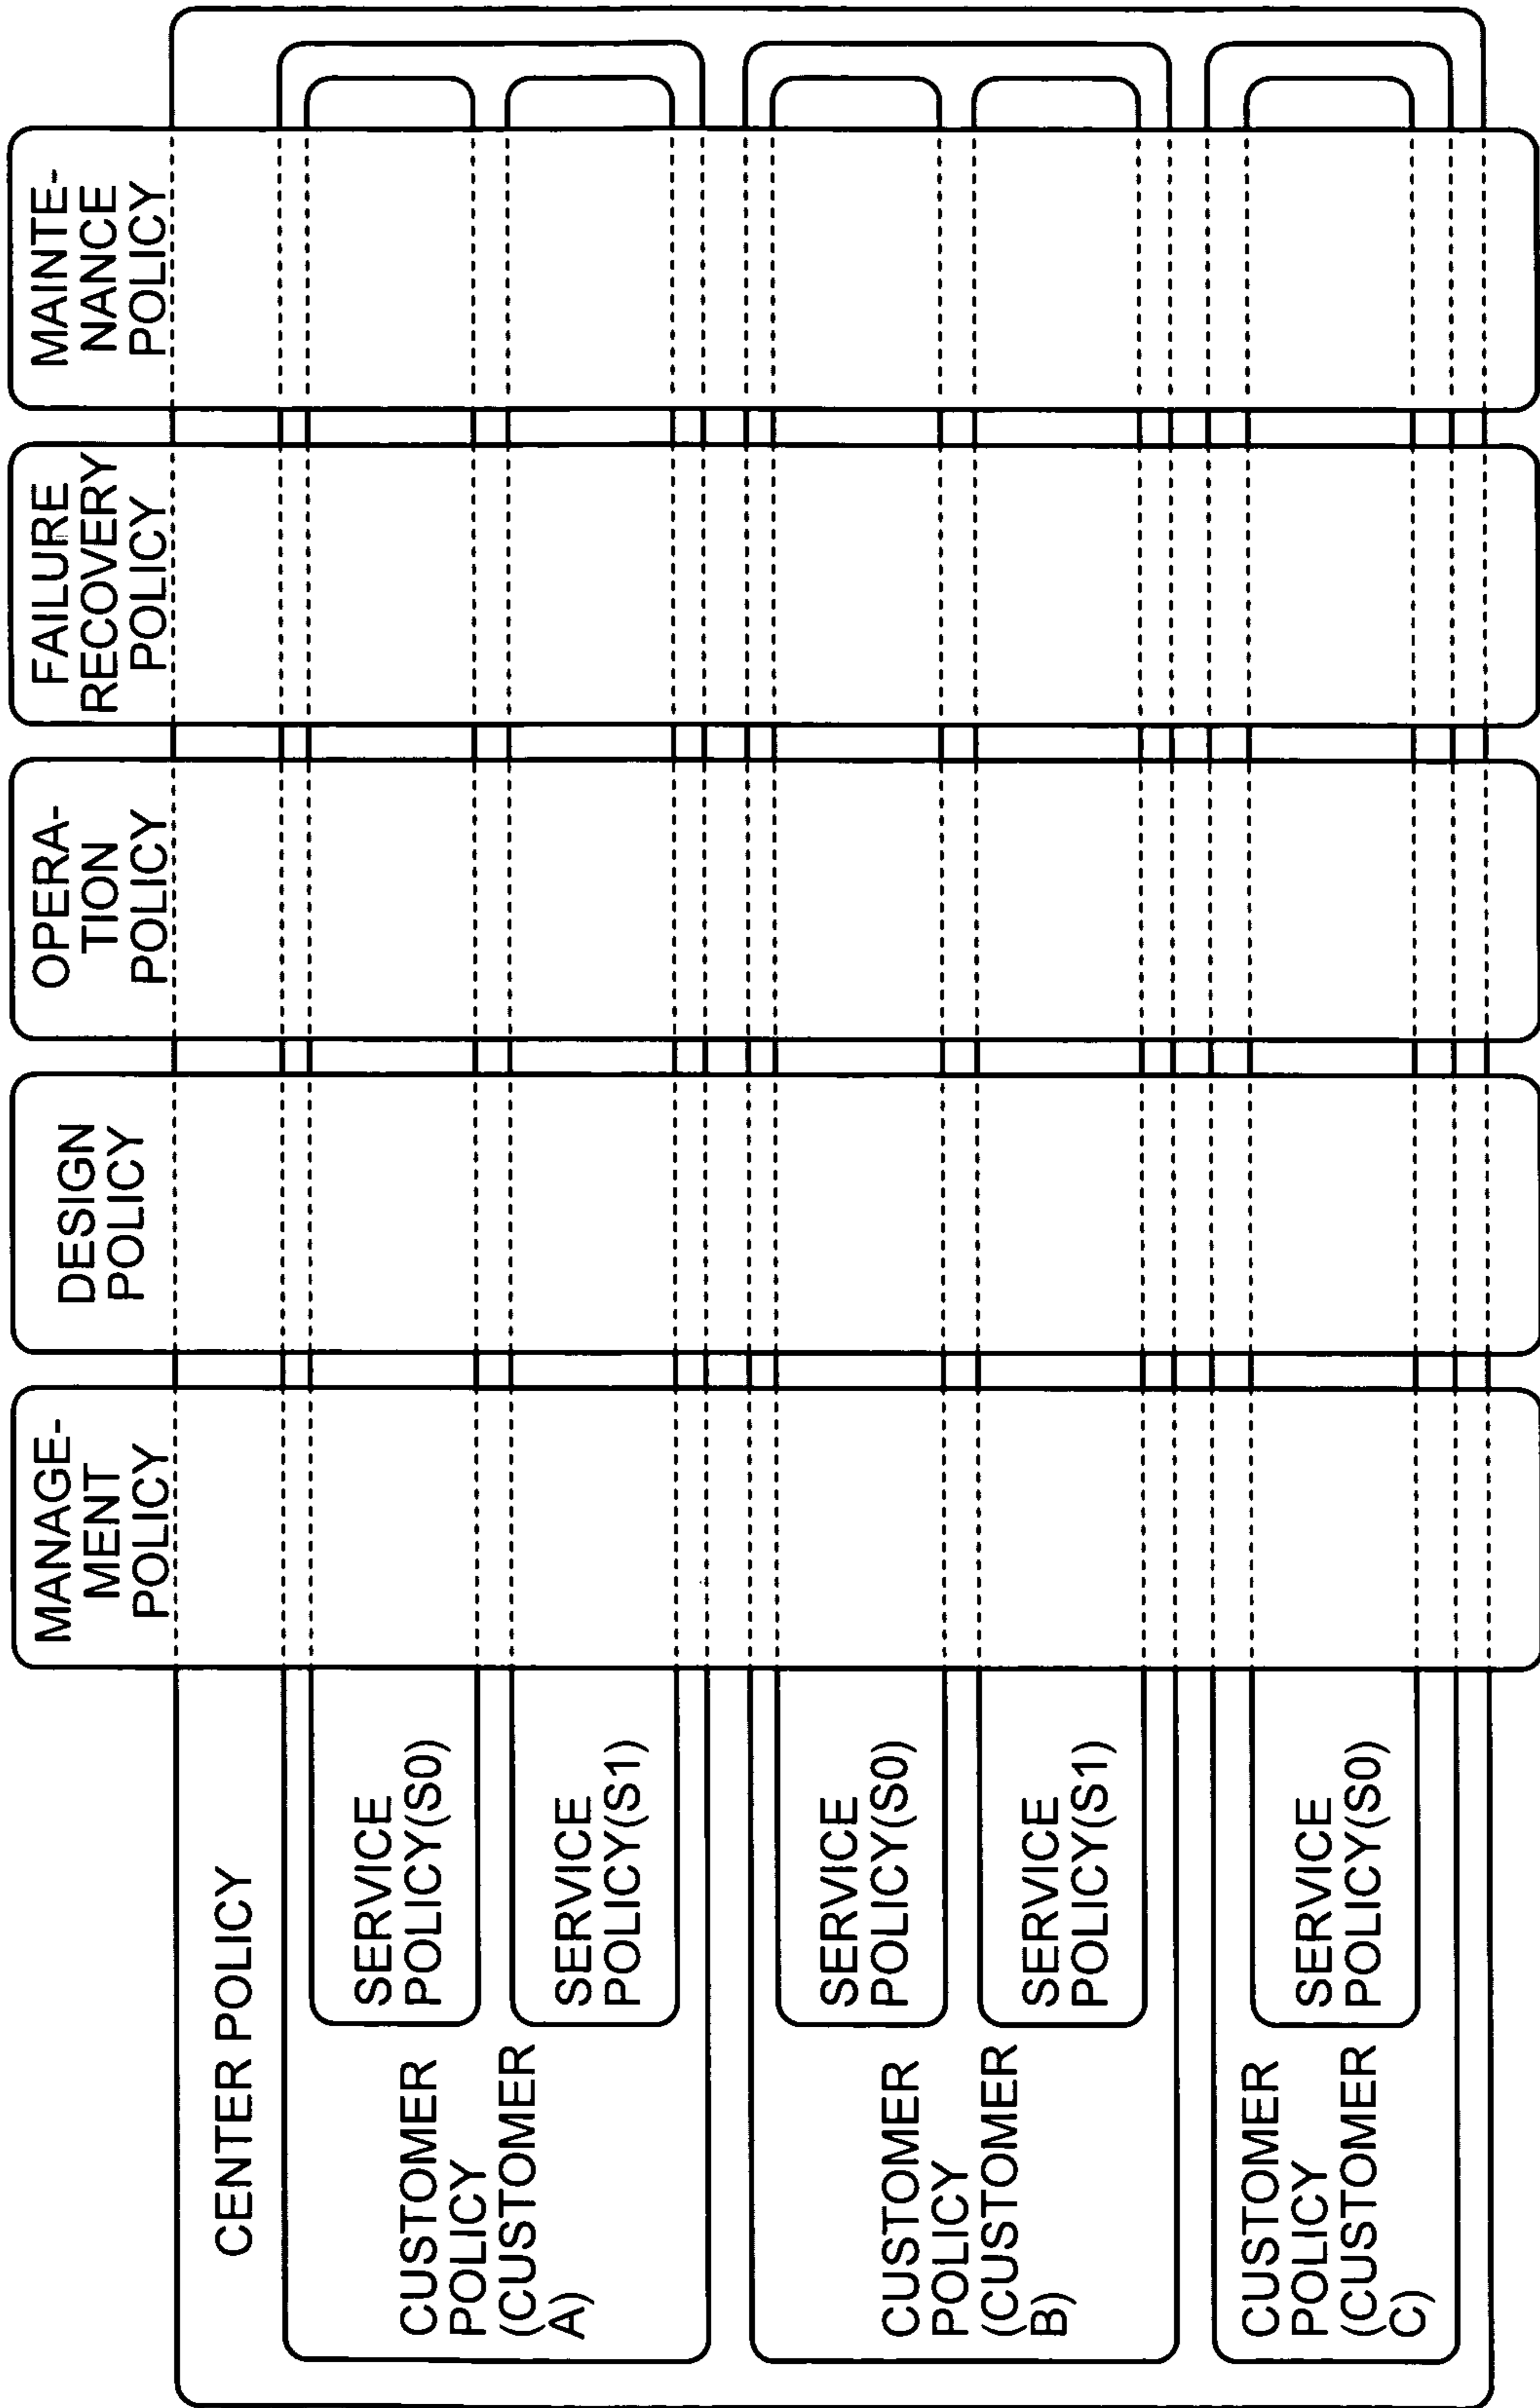 MANAGE-
MENT
POLICY
DESIGN
POLICY
OPERA-
TION
POLICY
FAILURE
RECOVERY
POLICY
MAINTE-
NANCE
POLICY
CENTER POLICY
CUSTOMER
POLICY
(CUSTOMER
A)
SERVICE
POLICY(S0)
SERVICE
POLICY(S1)
CUSTOMER
POLICY
(CUSTOMER
B)
SERVICE
POLICY(S0)
SERVICE
POLICY(S1)
CUSTOMER
POLICY
(CUSTOMER
C)
SERVICE
POLICY(S0)